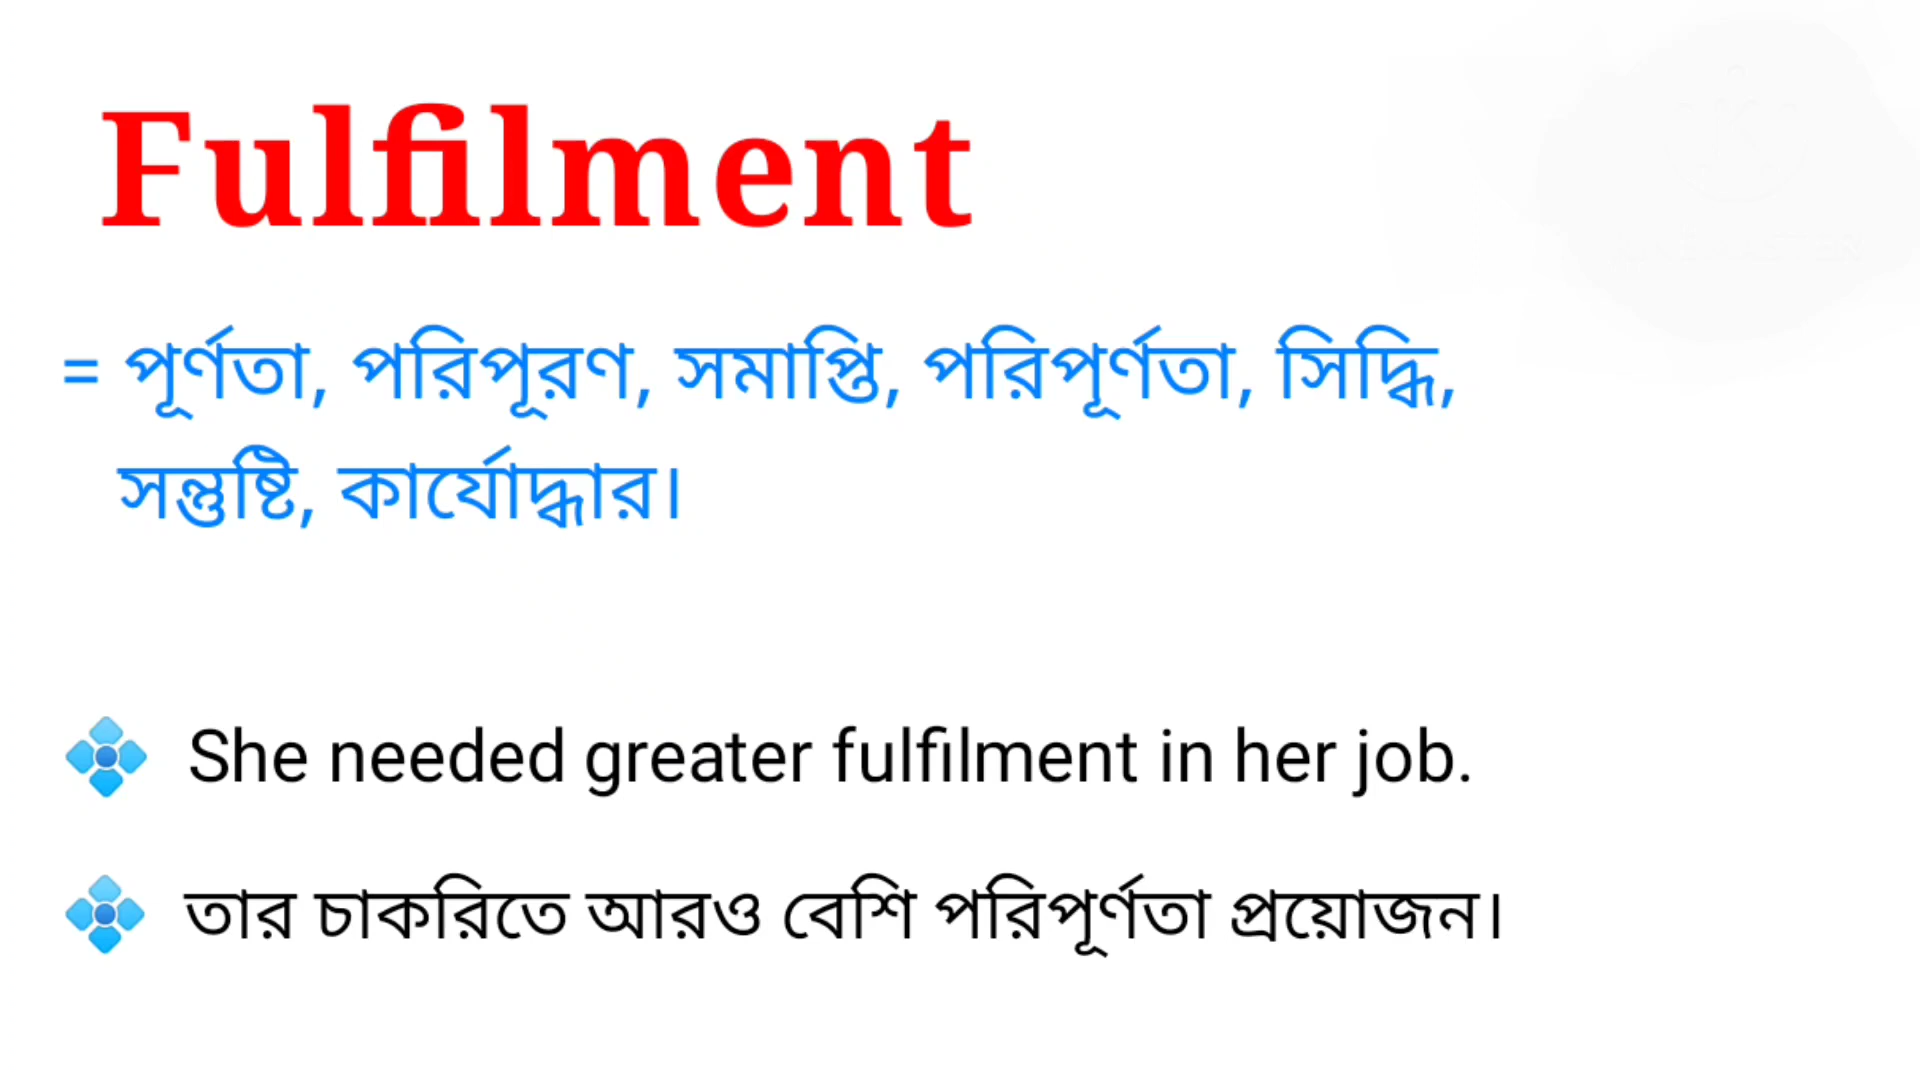 Fulfilment
= পূর্ণতা, পরিপূরণ, সমাপ্তি, পরিপূর্ণতা, সিদ্ধি,
সন্তুষ্টি, কার্যোদ্ধার।
She needed greater fulfilment in her job.
তার চাকরিতে আরও বেশি পরিপূর্ণতা প্রয়োজন।